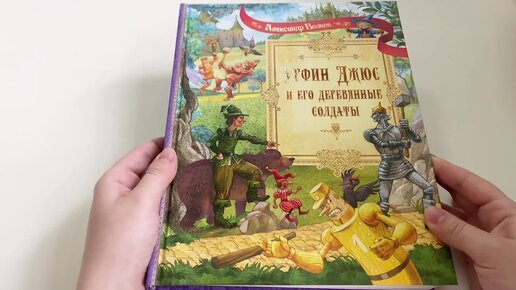 Александр Волков
Урфин Джюс
и его деревянные
солдаты